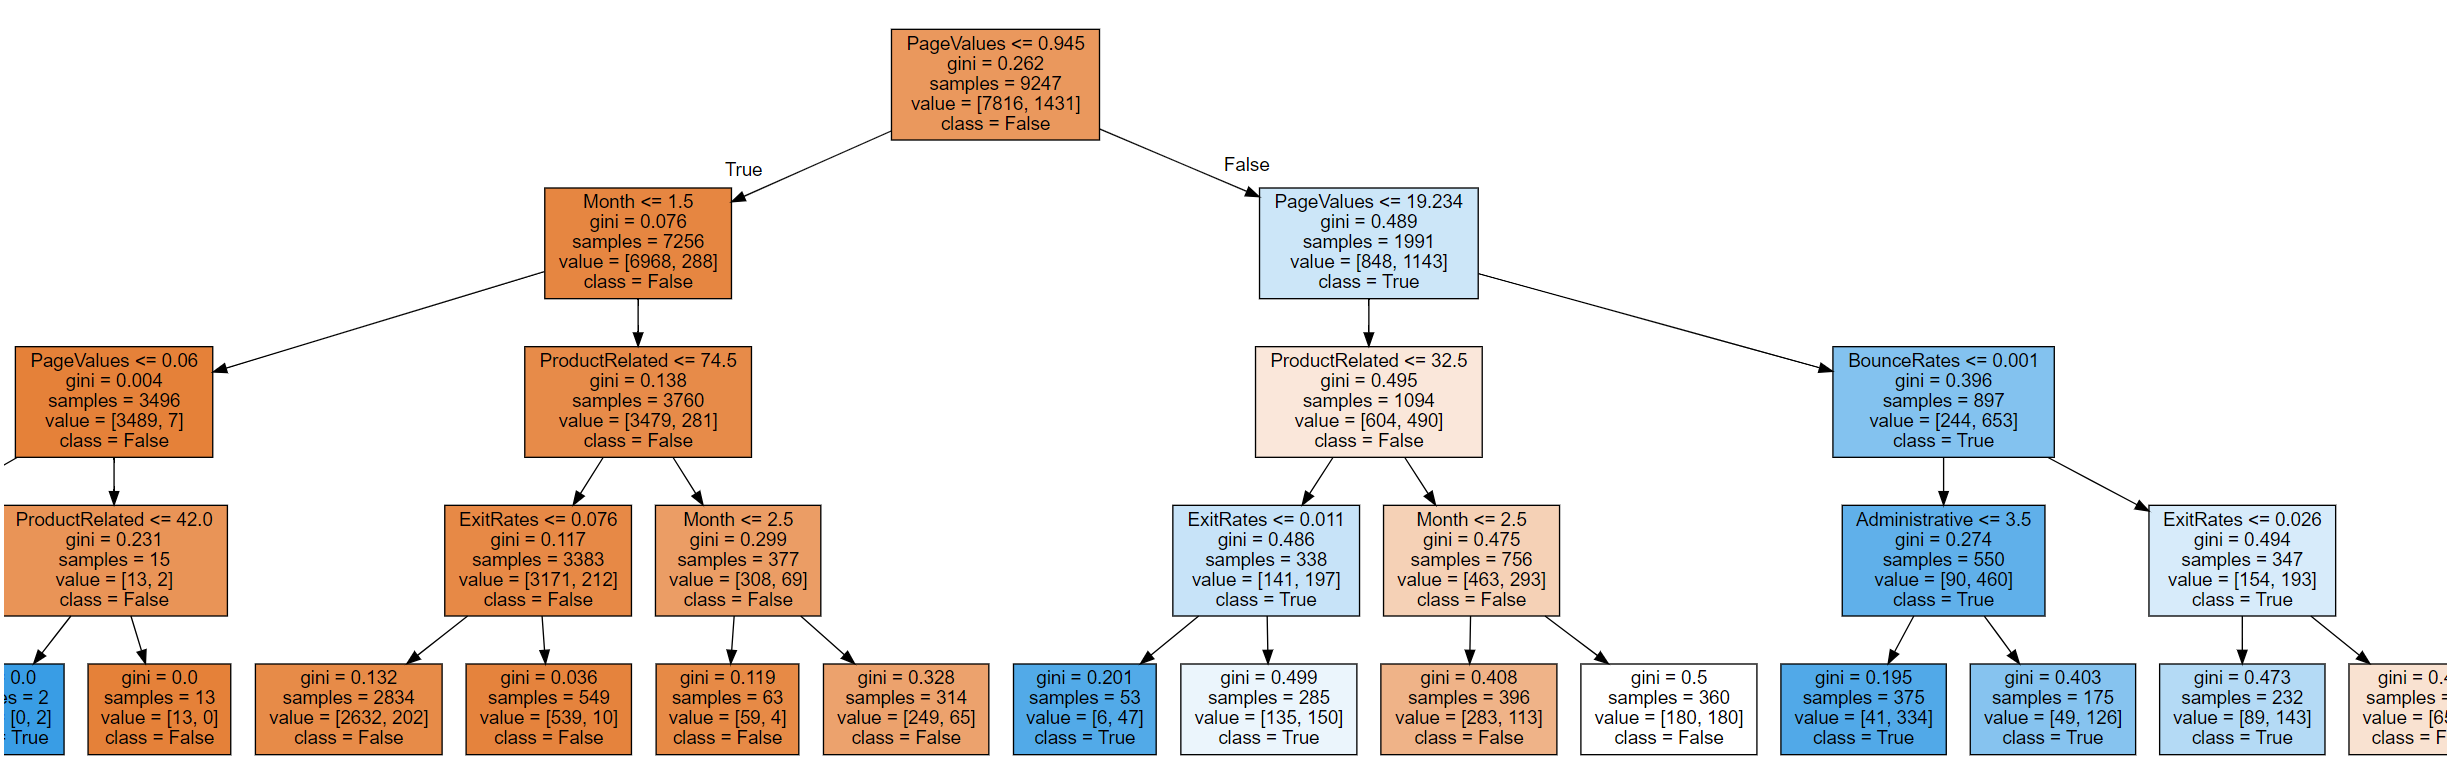 PageValues <= 0.945
gini = 0.262
samples = 9247
value = [7816, 1431]
class = False
True
False
Month <= 1.5
gini = 0.076
samples = 7256
value = [6968, 288]
class = False
PageValues <= 19.234
gini = 0.489
samples = 1991
value = [848, 1143]
class = True
PageValues <= 0.06
gini = 0.004
samples = 3496
value = [3489, 7]
class = False
ProductRelated <= 74.5
gini = 0.138
samples = 3760
value = [3479, 281]
class = False
ProductRelated <= 32.5
gini = 0.495
samples = 1094
value = [604, 490]
class = False
BounceRates <= 0.001
gini = 0.396
samples = 897
value = [244, 653]
class = True
ProductRelated <= 42.0
gini = 0.231
samples = 15
value = [13, 2]
class = False
ExitRates <= 0.076
gini = 0.117
samples = 3383
value = [3171, 212]
class = False
Month <= 2.5
gini = 0.299
samples = 377
value = [308, 69]
class = False
ExitRates <= 0.011
gini = 0.486
samples = 338
value = [141, 197]
class = True
Month <= 2.5
gini = 0.475
samples = 756
value = [463, 293]
class = False
Administrative <= 3.5
gini = 0.274
samples = 550
value = [90, 460]
class = True
ExitRates <= 0.026
gini = 0.494
samples = 347
value = [154, 193]
class = True
0.0
= 2
[0, 2]
= True
gini = 0.0
samples = 13
value = [13, 0]
class = False
gini = 0.132
samples = 2834
value = [2632, 202]
class = False
gini = 0.036
samples = 549
value = [539, 10]
class = False
gini = 0.119
samples = 63
value = [59, 4]
class = False
gini = 0.328
samples = 314
value = [249, 65]
class = False
gini = 0.201
samples = 53
value = [6, 47]
class = True
gini = 0.499
samples = 285
value = [135, 150]
class = True
gini = 0.408
samples = 396
value = [283, 113]
class = False
gini = 0.5
samples = 360
value = [180, 180]
class = False
gini = 0.195
samples = 375
value = [41, 334]
class = True
gini = 0.403
samples = 175
value = [49, 126]
class = True
gini = 0.473
samples = 232
value = [89, 143]
class = True
gini =
samples =
value =
class =